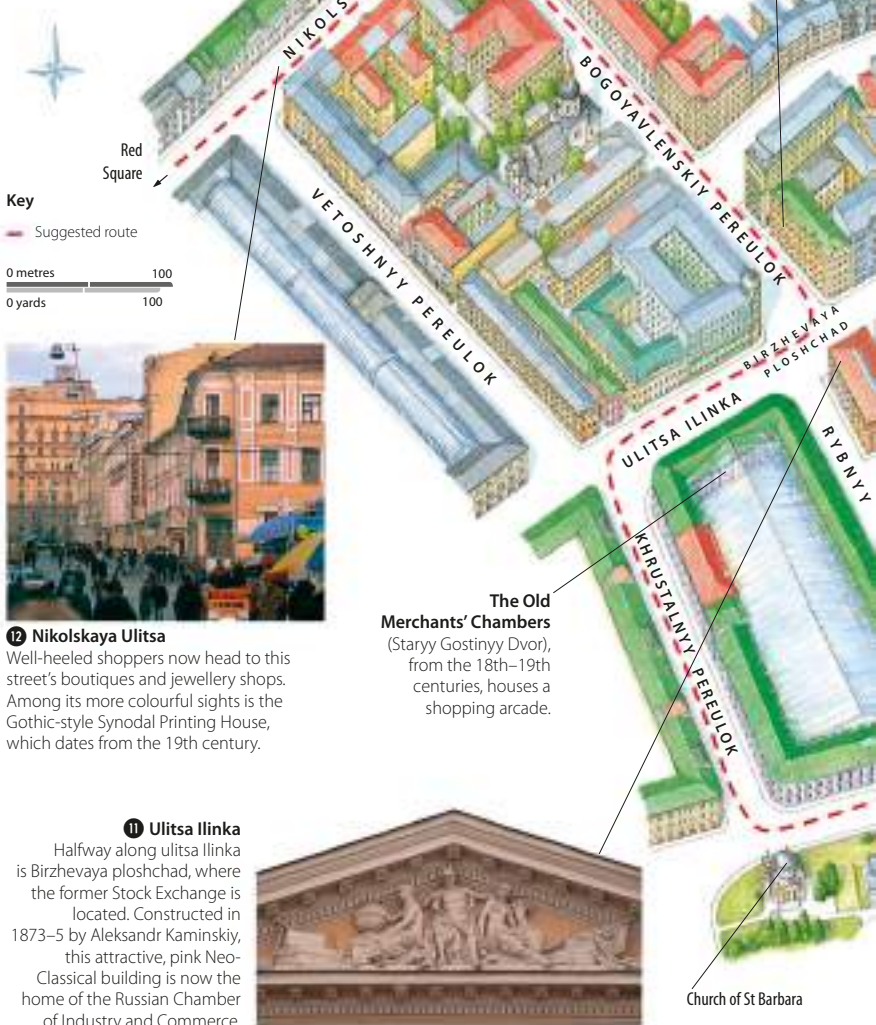 NIKOLS
BOGOYAVLENSKIY PEREULOK
Red
Square
Key
Suggested route
0 metres 100
0 yards 100
VETOSHNYY PEREULOK
BIRZHEVAYA
PLOSHCHAD
ULITSA ILINKA
RYBNYY
KHRUSTALNYY PEREULOK
The Old
Merchants’ Chambers
(Staryy Gostinyy Dvor),
from the 18th–19th
centuries, houses a
shopping arcade.
12 Nikolskaya Ulitsa
Well-heeled shoppers now head to this
street’s boutiques and jewellery shops.
Among its more colourful sights is the
Gothic-style Synodal Printing House,
which dates from the 19th century.
11 Ulitsa Ilinka
Halfway along ulitsa Ilinka
is Birzhevaya ploshchad, where
the former Stock Exchange is
located. Constructed in
1873–5 by Aleksandr Kaminskiy,
this attractive, pink Neo-
Classical building is now the
home of the Russian Chamber
of Industry and Commerce.
Church of St Barbara